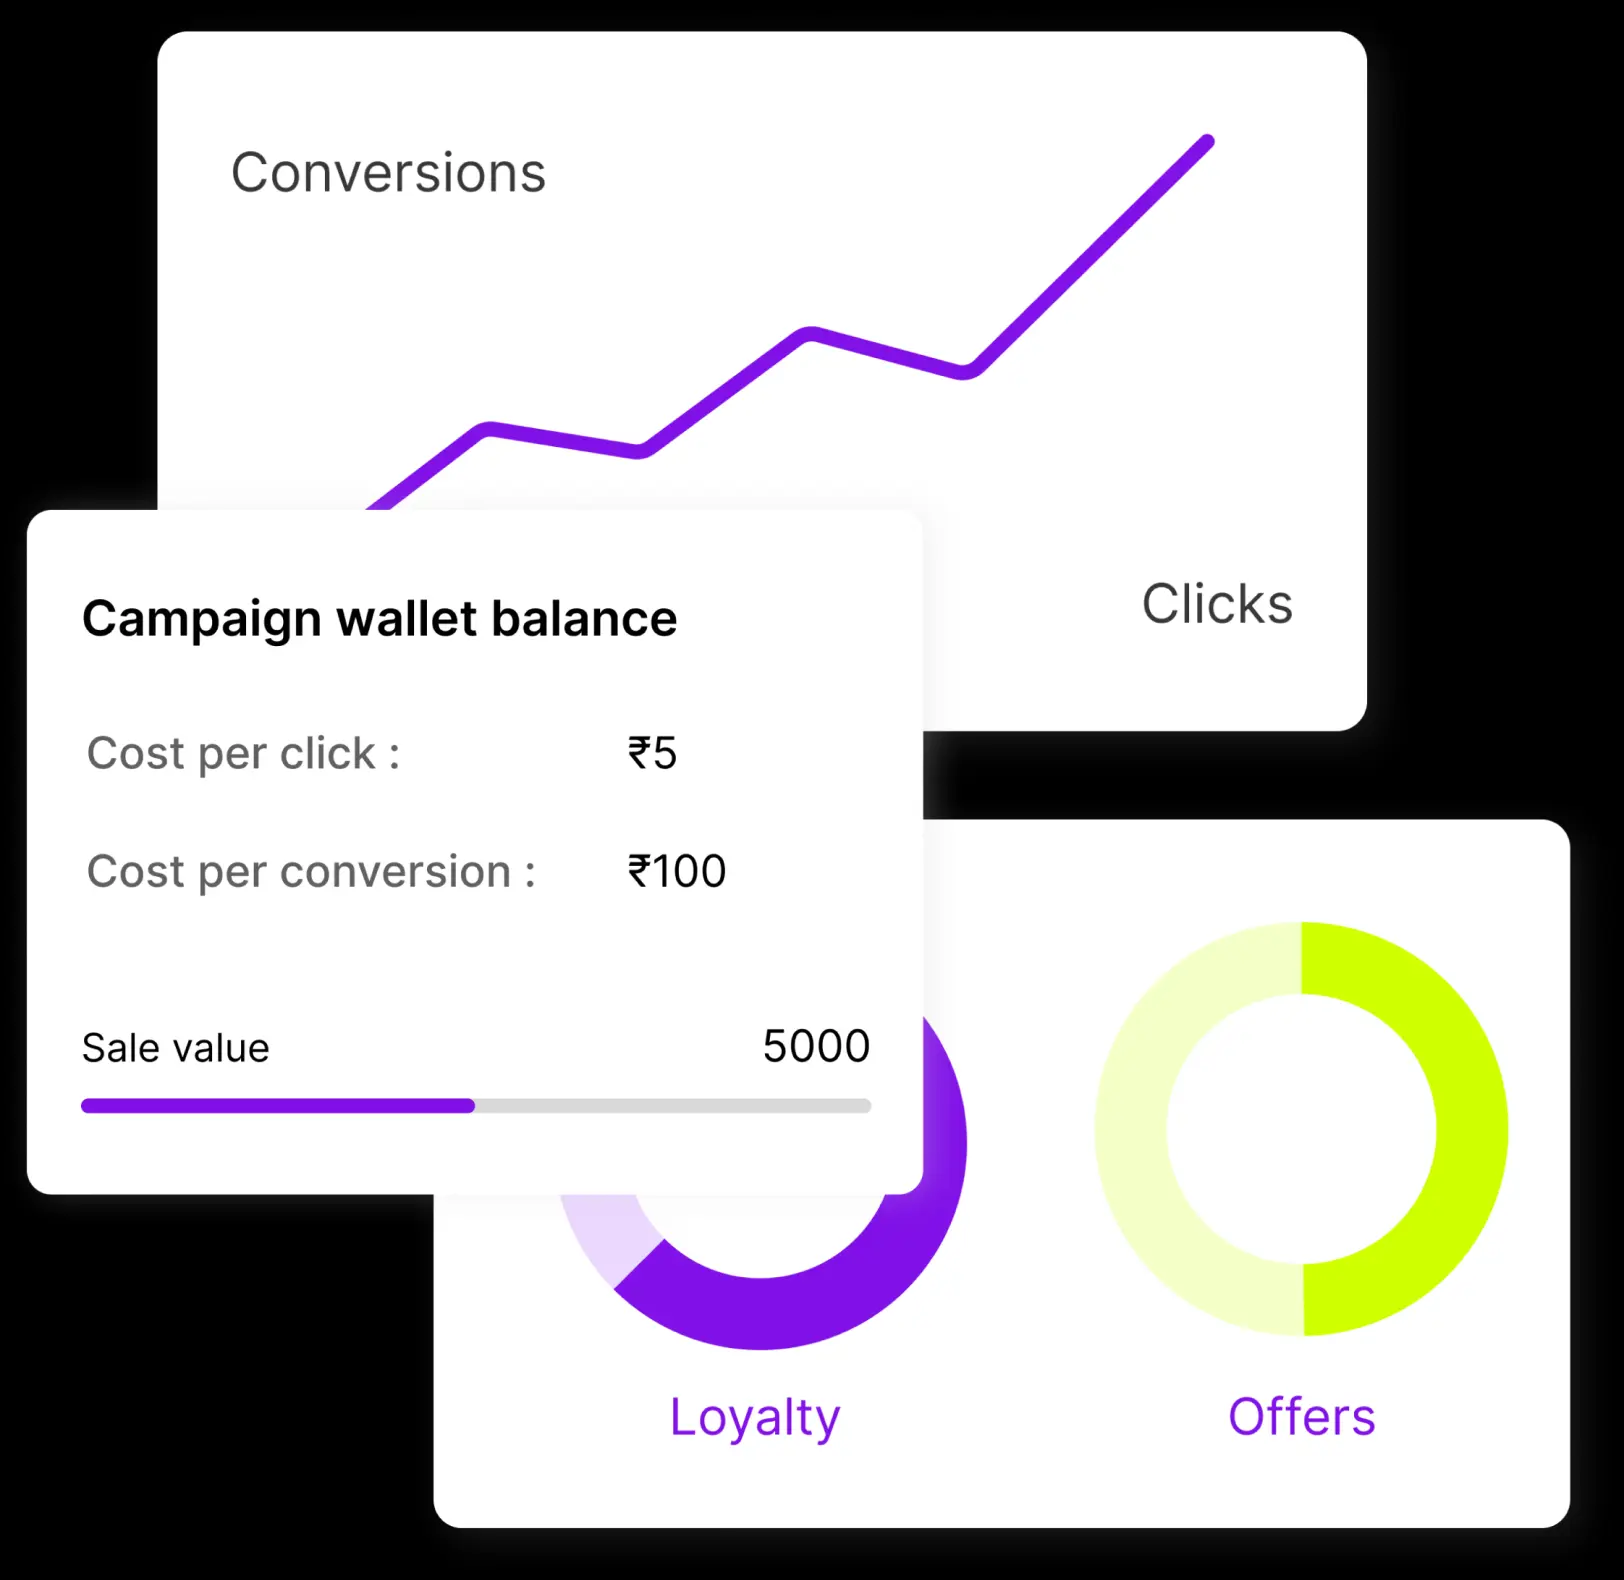 Conversions
Clicks
Campaign wallet balance
Cost per click : ₹5
Cost per conversion : ₹100
Sale value 5000
Loyalty
Offers